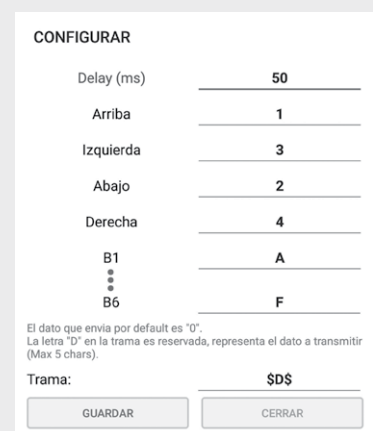 CONFIGURAR
Delay (ms) 50
Arriba 1
Izquierda 3
Abajo 2
Derecha 4
B1 A
B6 F
El dato que envia por default es "0".
La letra "D" en la trama es reservada, representa el dato a transmitir
(Max 5 chars).
Trama: $D$
GUARDAR CERRAR